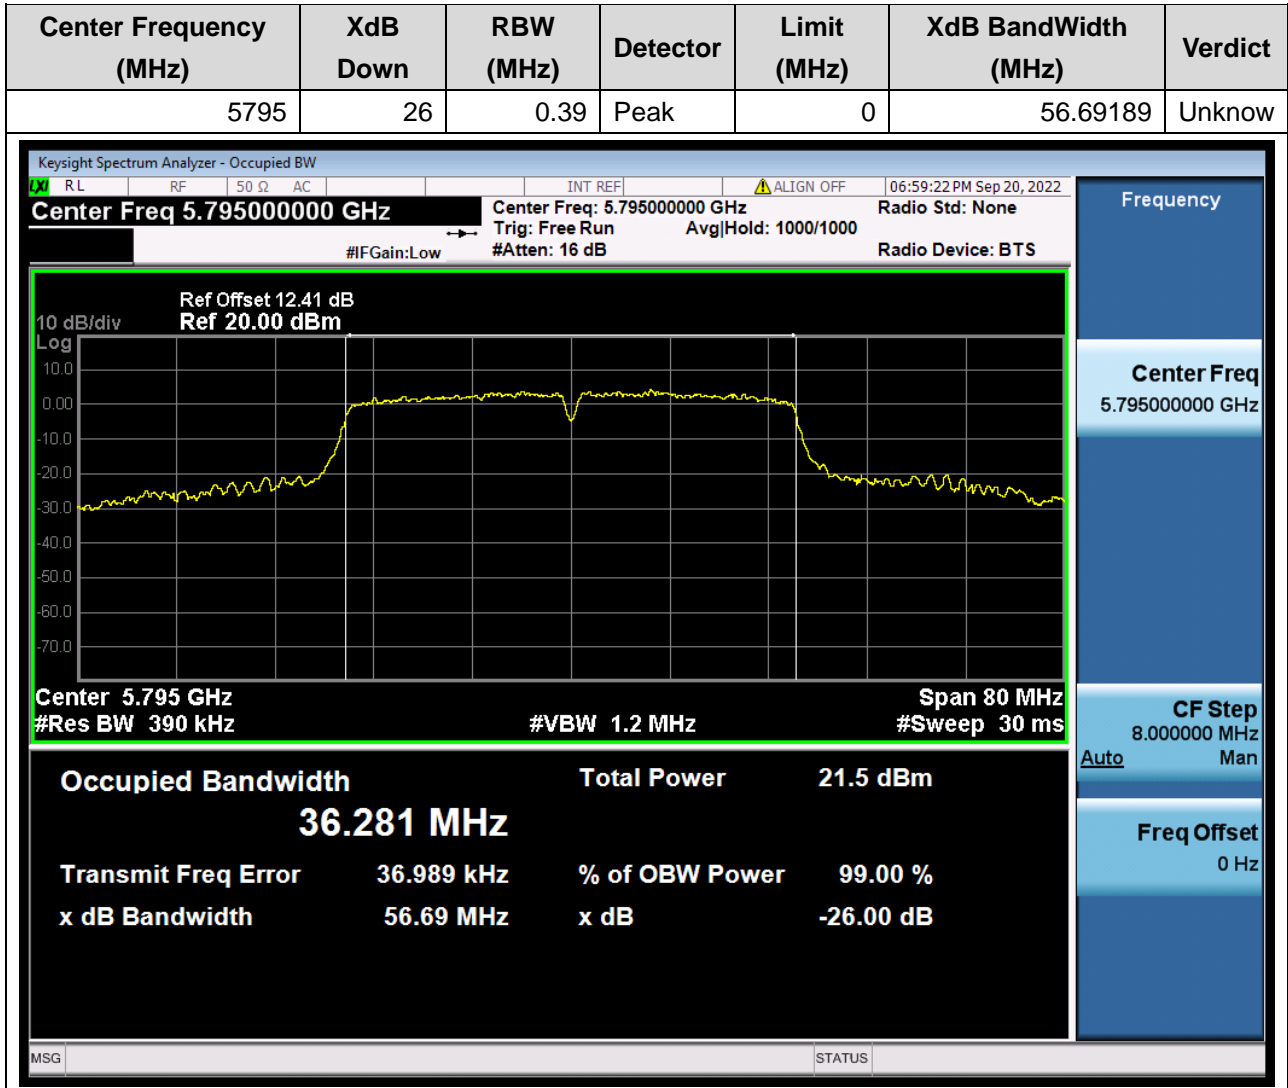 Center Frequency (MHz) XdB Down RBW (MHz) Detector Limit (MHz) XdB BandWidth (MHz) Verdict
5795 26 0.39 Peak 0 56.69189 Unknow
Keysight Spectrum Analyzer - Occupied BW
LXI RL RF 50 Ω AC INT REF ALIGN OFF 06:59:22 PM Sep 20, 2022
Center Freq 5.795000000 GHz Center Freq: 5.795000000 GHz Radio Std: None
Trig: Free Run Avg|Hold: 1000/1000
#IFGain:Low #Atten: 16 dB Radio Device: BTS
Ref Offset 12.41 dB
10 dB/div Ref 20.00 dBm
Log
10.0
0.00
-10.0
-20.0
-30.0
-40.0
-50.0
-60.0
-70.0
Center 5.795 GHz Span 80 MHz
#Res BW 390 kHz #VBW 1.2 MHz #Sweep 30 ms
Occupied Bandwidth Total Power 21.5 dBm
36.281 MHz
Transmit Freq Error 36.989 kHz % of OBW Power 99.00 %
x dB Bandwidth 56.69 MHz x dB -26.00 dB
Frequency
Center Freq
5.795000000 GHz
CF Step
8.000000 MHz
Auto Man
Freq Offset
0 Hz
MSG STATUS